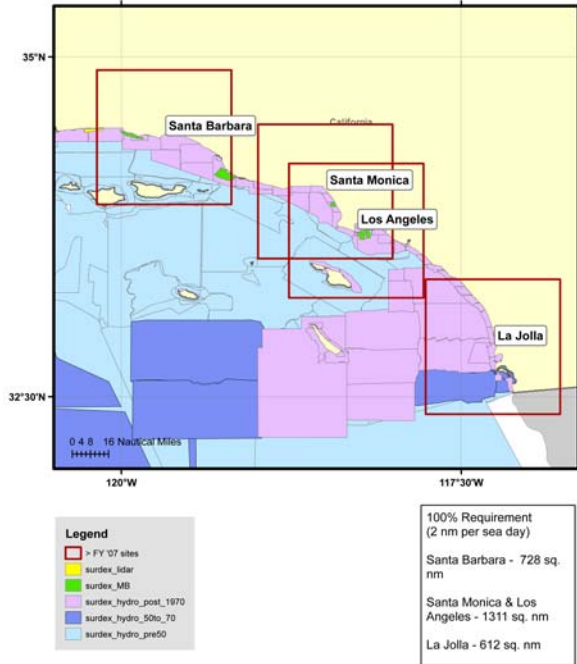 35°N
Santa Barbara
California
Santa Monica
Los Angeles
La Jolla
32°30'N
0 4 8 16 Nautical Miles
120°W
117°30'W
Legend
> FY '07 sites
surdex_lidar
surdex_MB
surdex_hydro_post_1970
surdex_hydro_50to_70
surdex_hydro_pre50
100% Requirement
(2 nm per sea day)
Santa Barbara - 728 sq.
nm
Santa Monica & Los
Angeles - 1311 sq. nm
La Jolla - 612 sq. nm